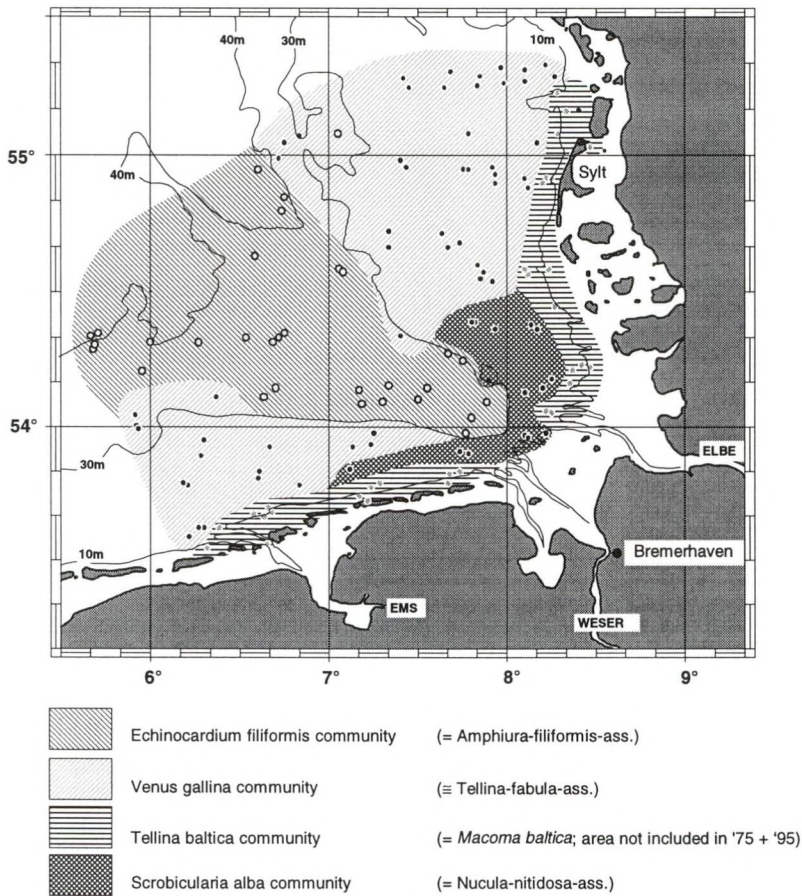 40m
30m
10m
55°
40m
Sylt
54°
30m
ELBE
10m
Bremerhaven
EMS
WESER
6°
7°
8°
9°
Echinocardium filiformis community (= Amphiura-filiformis-ass.)
Venus gallina community (≅ Tellina-fabula-ass.)
Tellina baltica community (= Macoma baltica; area not included in '75 + '95)
Scrobicularia alba community (= Nucula-nitidosa-ass.)